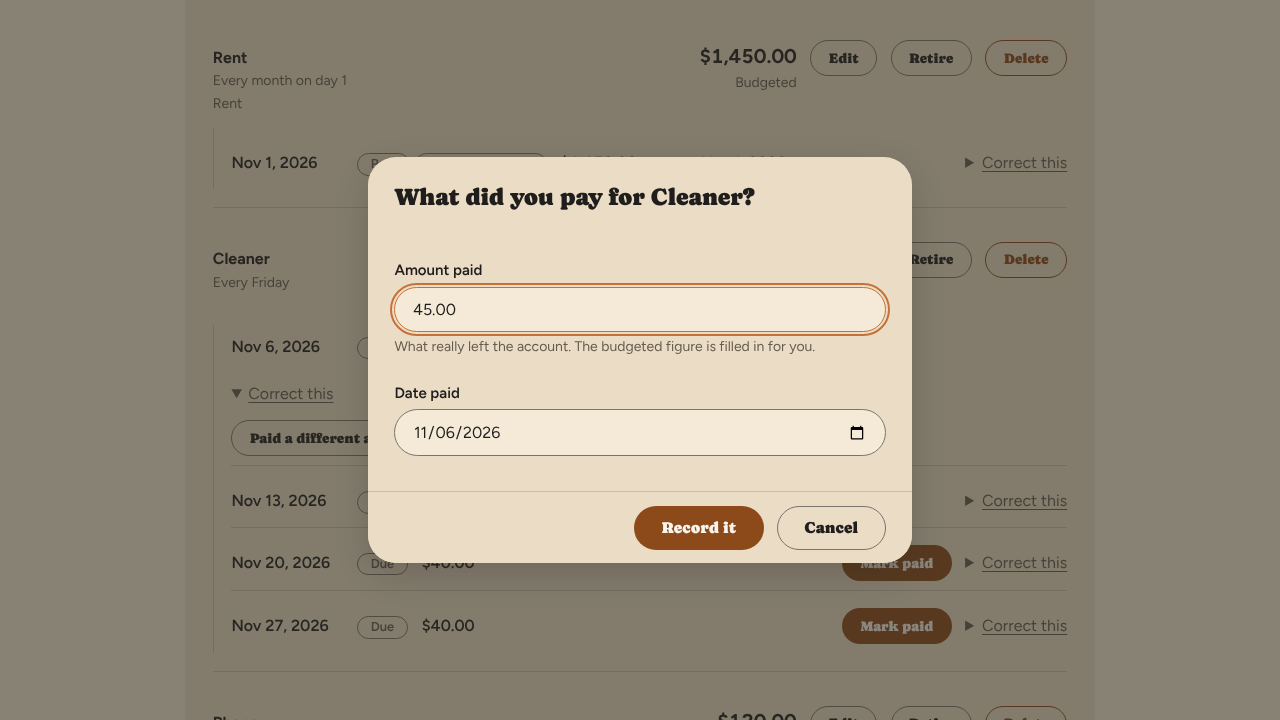 Rent
$1,450.00
Edit
Retire
Delete
Every month on day 1
Budgeted
Rent
Nov 1, 2026
Correct this
What did you pay for Cleaner?
Cleaner
Retire
Delete
Every Friday
Amount paid
45.00
What really left the account. The budgeted figure is filled in for you.
Nov 6, 2026
Correct this
Date paid
11/06/2026
Paid a different
Nov 13, 2026
Correct this
Record it
Cancel
Nov 20, 2026
Due
$40.00
Mark paid
Correct this
Nov 27, 2026
Due
$40.00
Mark paid
Correct this